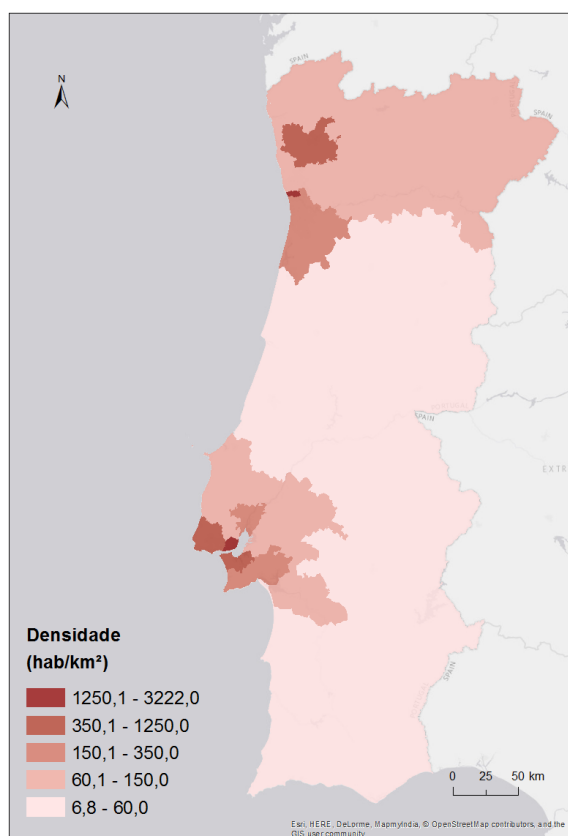 SPAIN
N
SPAIN
PORTUGAL
SPAIN
EXTR
Densidade
(hab/km²)
1250,1 - 3222,0
350,1 - 1250,0
150,1 - 350,0
60,1 - 150,0
6,8 - 60,0
SPAIN
0 25 50 km
Esri, HERE, DeLorme, MapmyIndia, © OpenStreetMap contributors, and the
GIS user community